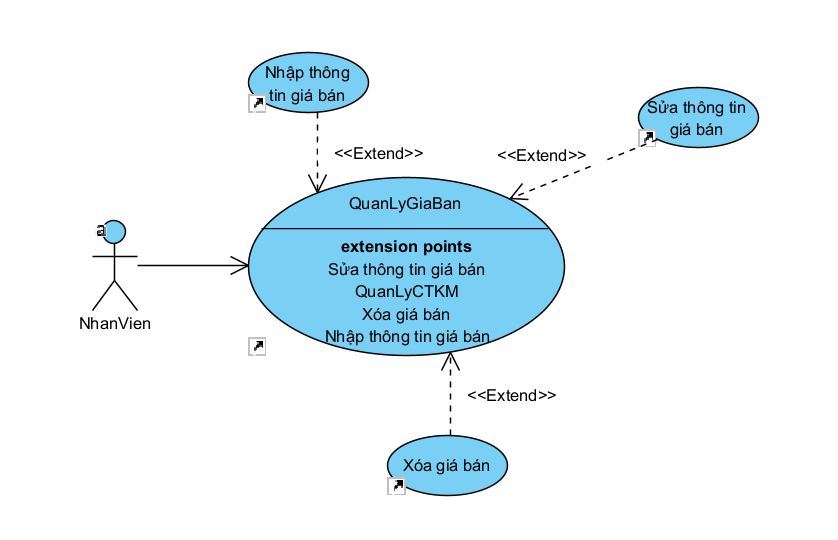 Nhập thông
tin giá bán
Sửa thông tin
giá bán
<<Extend>>
<<Extend>>
QuanLyGiaBan
extension points
Sửa thông tin giá bán
QuanLyCTKM
Xóa giá bán
Nhập thông tin giá bán
NhanVien
<<Extend>>
Xóa giá bán